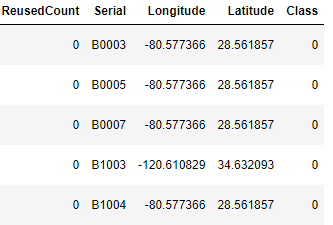 ReusedCount Serial Longitude Latitude Class
0 B0003 -80.577366 28.561857 0
0 B0005 -80.577366 28.561857 0
0 B0007 -80.577366 28.561857 0
0 B1003 -120.610829 34.632093 0
0 B1004 -80.577366 28.561857 0